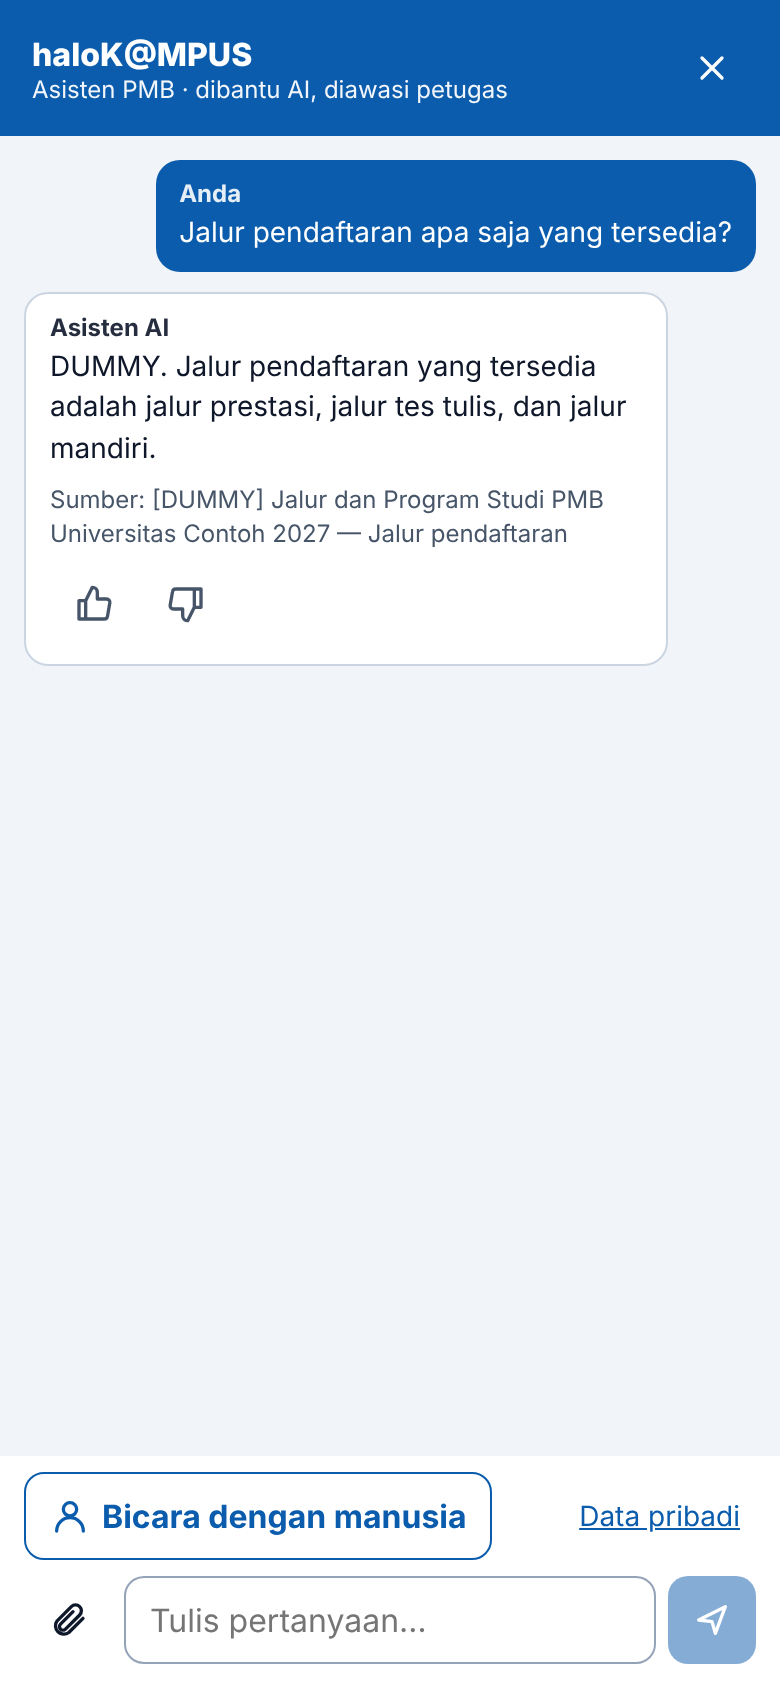 haloK@MPUS
Asisten PMB · dibantu AI, diawasi petugas
Anda
Jalur pendaftaran apa saja yang tersedia?
Asisten AI
DUMMY. Jalur pendaftaran yang tersedia
adalah jalur prestasi, jalur tes tulis, dan jalur
mandiri.
Sumber: [DUMMY] Jalur dan Program Studi PMB
Universitas Contoh 2027 — Jalur pendaftaran
Bicara dengan manusia
Data pribadi
Tulis pertanyaan...